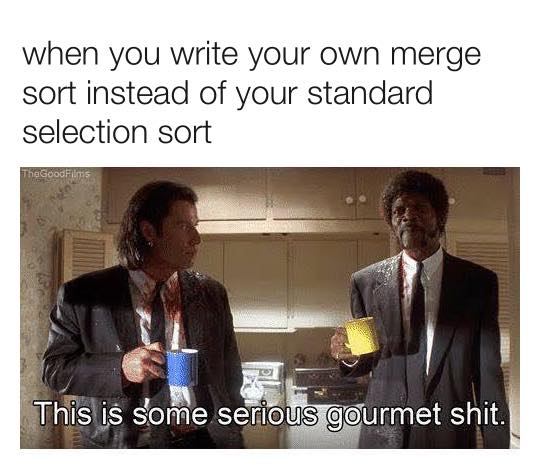 when you write your own merge
sort instead of your standard
selection sort
TheGoodFilms
This is some serious gourmet shit.